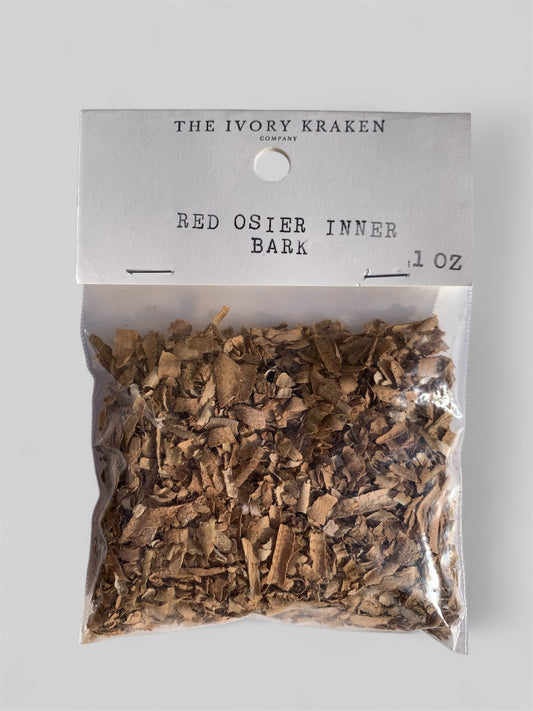 THE IVORY KRAKEN
COMPANY
RED OSIER INNER
BARK
1 OZ